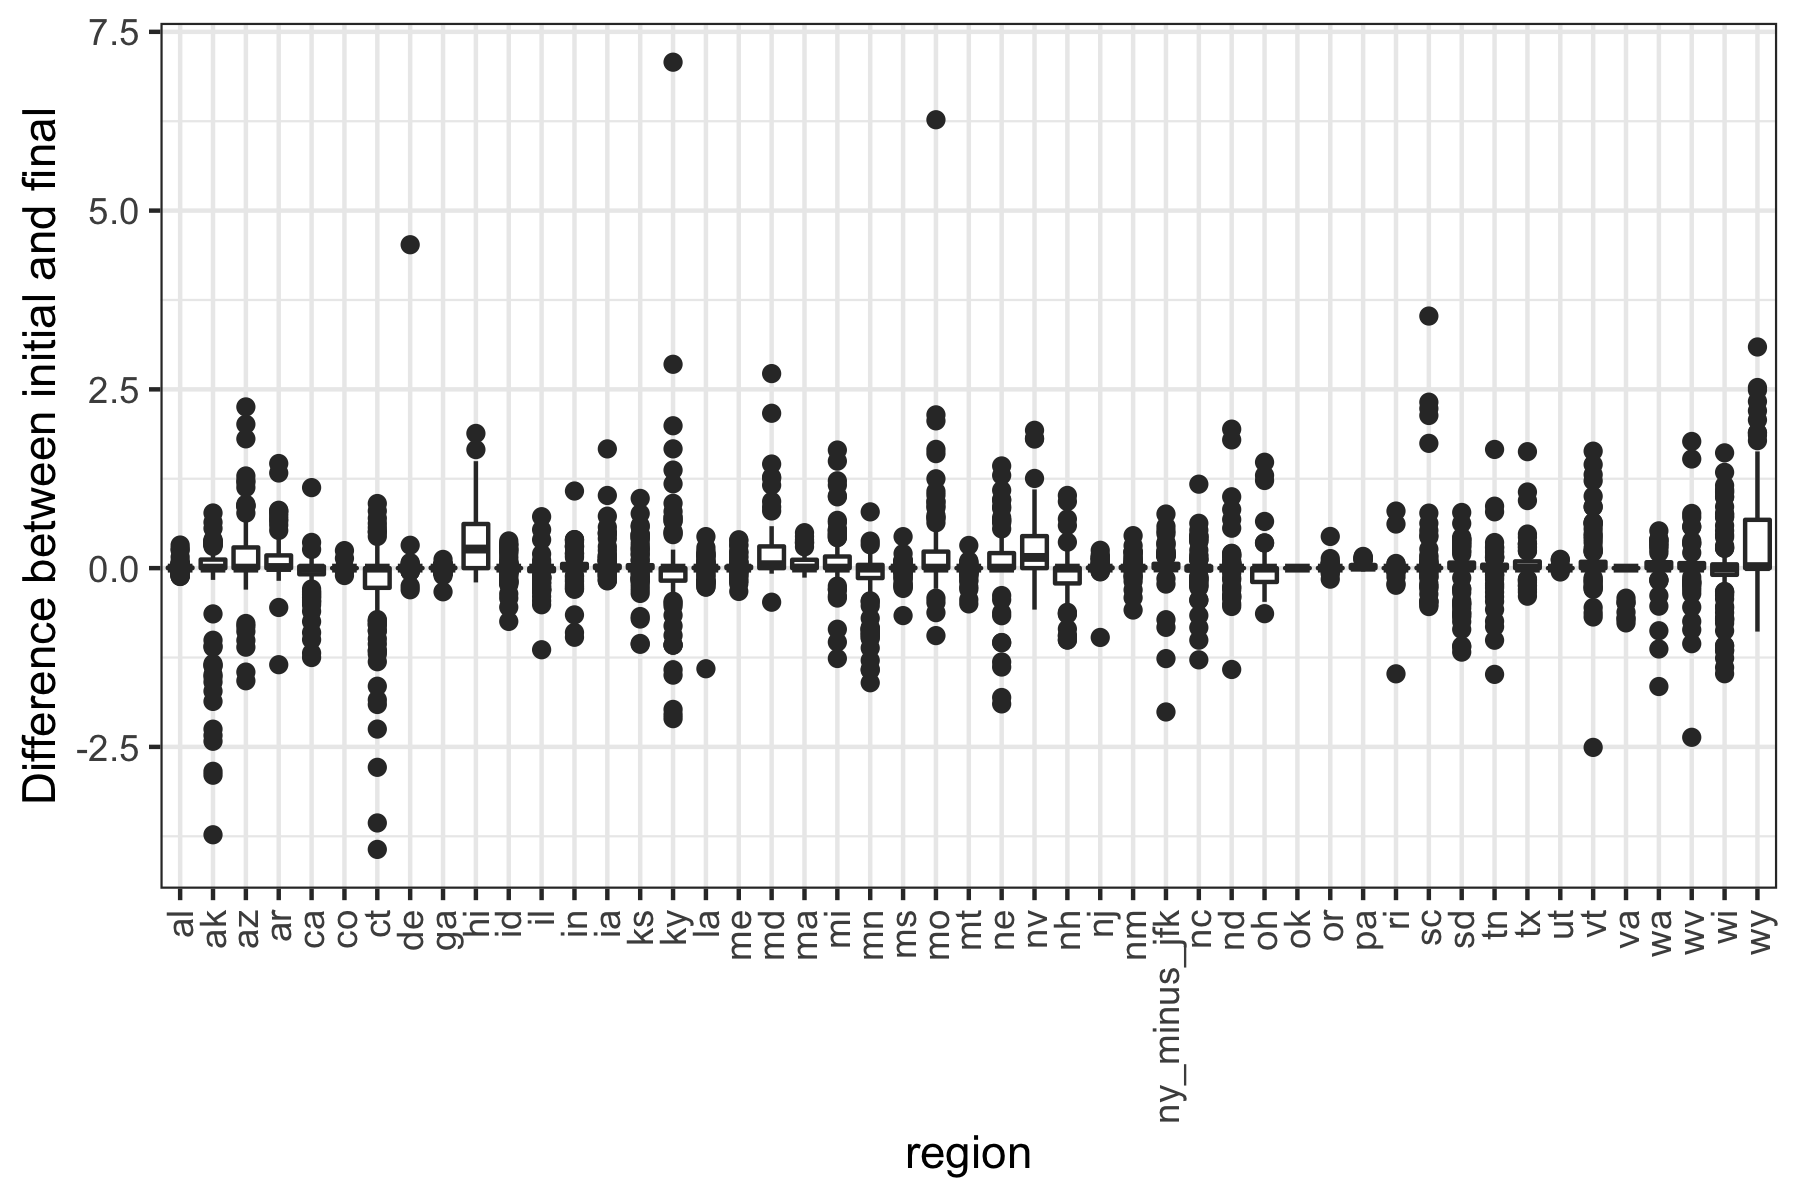 Difference between initial and final
7.5
5.0
2.5
0.0
-2.5
al
ak
az
ar
ca
co
ct
de
ga
hi
id
il
in
ia
ks
ky
la
me
md
ma
mi
mn
ms
mo
mt
ne
nv
nh
nj
nm
ny_minus_jfk
nc
nd
oh
ok
or
pa
ri
sc
sd
tn
tx
ut
vt
va
wa
wv
wi
wy
region